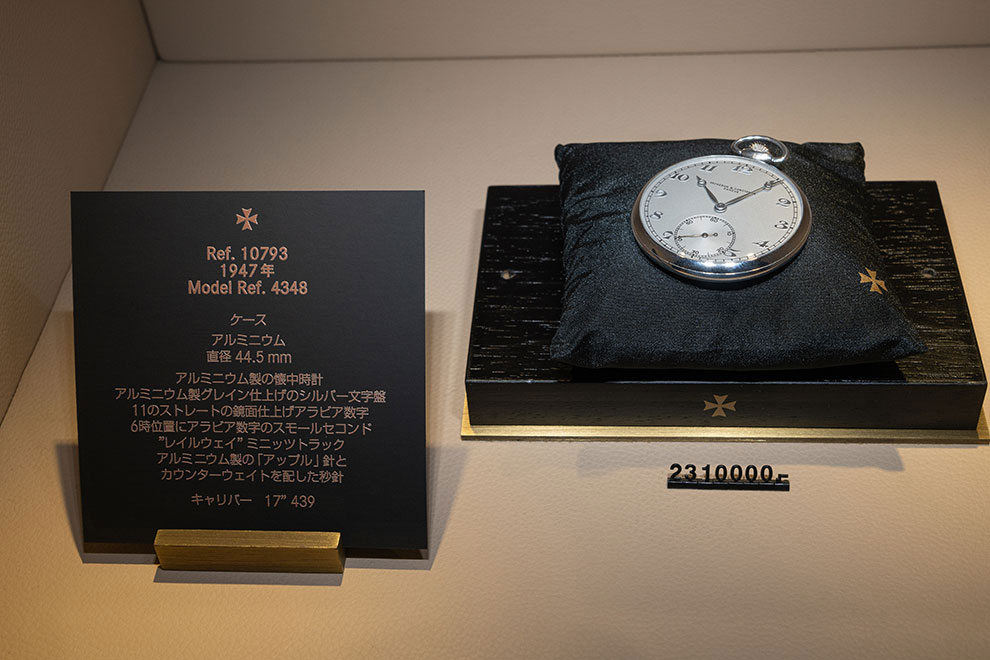 Ref. 10793
1947年
Model Ref. 4348
ケース
アルミニウム
直径 44.5 mm
アルミニウム製の懐中時計
アルミニウム製グレイン仕上げのシルバー文字盤
11のストレートの鏡面仕上げアラビア数字
6時位置にアラビア数字のスモールセコンド
"レイルウェイ" ミニッツトラック
アルミニウム製の「アップル」針と
カウンターウェイトを配した秒針
キャリバー 17" 439
10 11 12
2310000.-